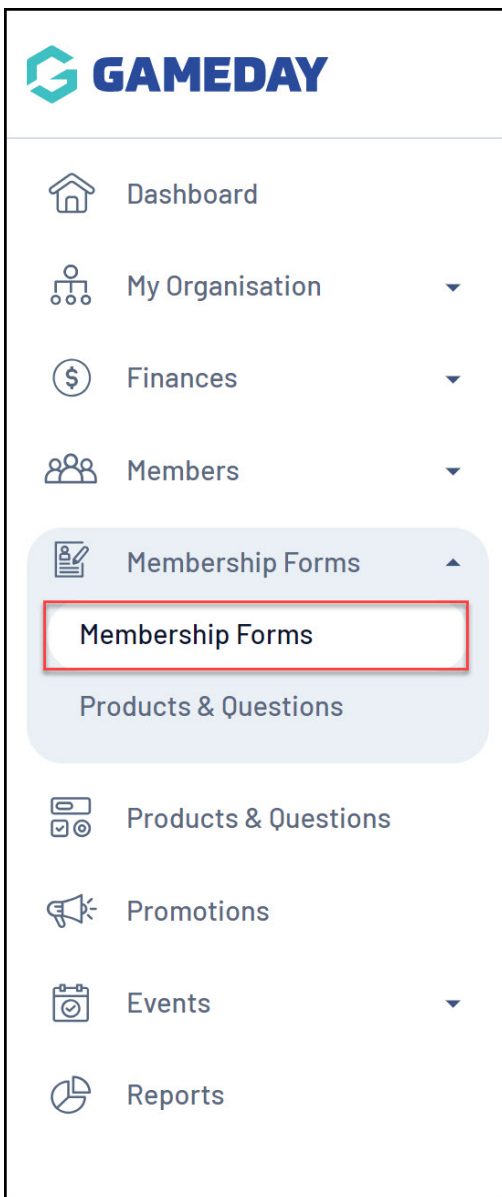 GAMEDAY
Dashboard
My Organisation
Finances
Members
Membership Forms
Membership Forms
Products & Questions
Products & Questions
Promotions
Events
Reports